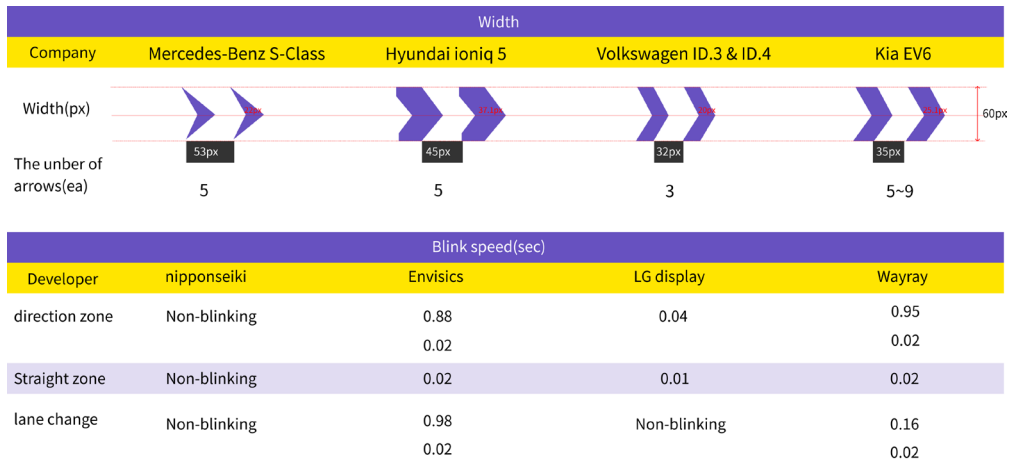 Width
Company Mercedes-Benz S-Class Hyundai ioniq 5 Volkswagen ID.3 & ID.4 Kia EV6
Width(px)
60px
53px 45px 32px 35px
The unber of
arrows(ea)
5 5 3 5~9
Blink speed(sec)
Developer nipponseiki Envisics LG display Wayray
direction zone Non-blinking 0.88 0.04 0.95
0.02 0.02
Straight zone Non-blinking 0.02 0.01 0.02
lane change Non-blinking 0.98 Non-blinking 0.16
0.02 0.02